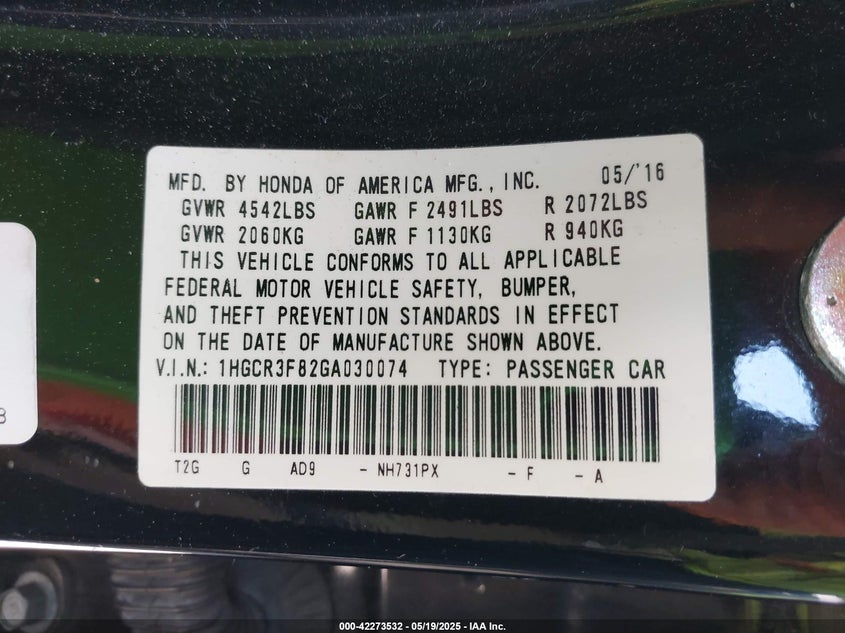 MFD. BY HONDA OF AMERICA MFG., INC. 05/'16
GVWR 4542LBS GAWR F 2491LBS R 2072LBS
GVWR 2060KG GAWR F 1130KG R 940KG
THIS VEHICLE CONFORMS TO ALL APPLICABLE
FEDERAL MOTOR VEHICLE SAFETY, BUMPER,
AND THEFT PREVENTION STANDARDS IN EFFECT
ON THE DATE OF MANUFACTURE SHOWN ABOVE.
V.I.N.: 1HGCR3F82GA030074 TYPE: PASSENGER CAR
T2G G AD9 - NH731PX - F - A
000-42273532 - 05/19/2025 - IAA Inc.